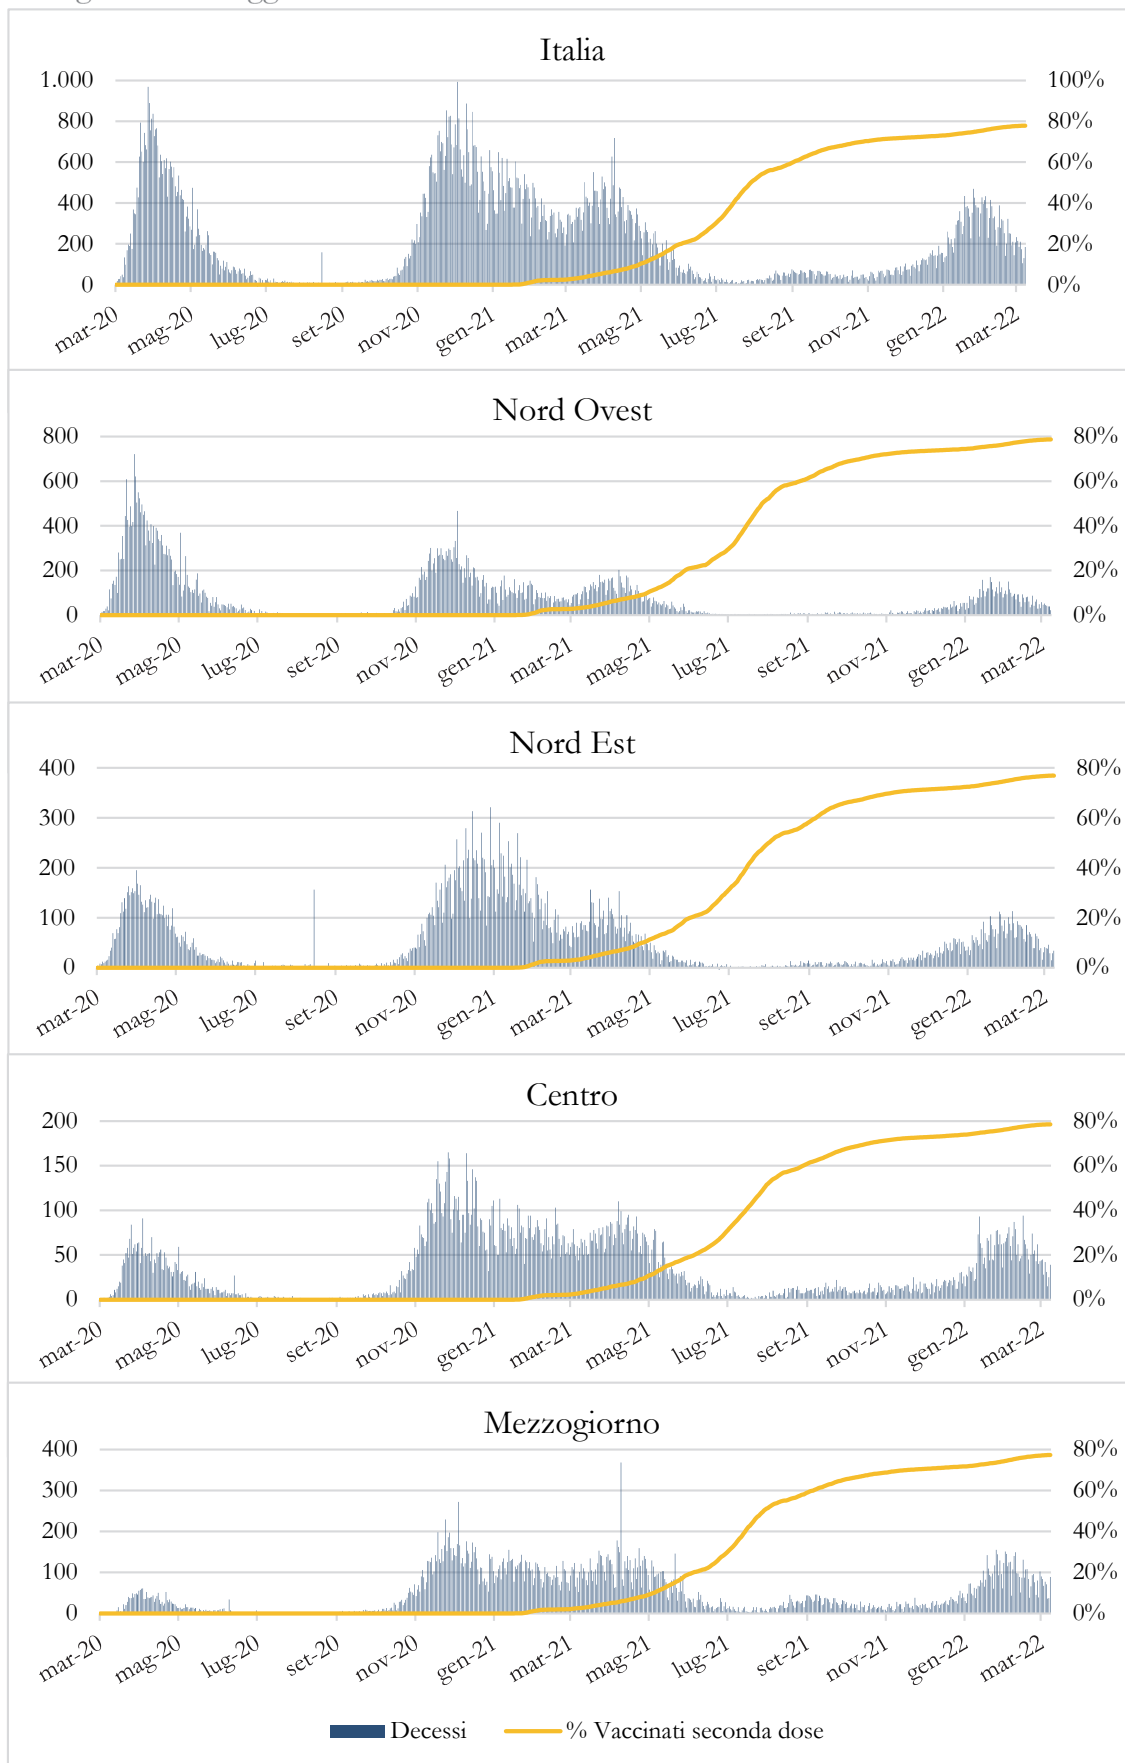 Italia
1.000 100%
800 80%
600 60%
400 40%
200 20%
0 0%
mar-20 mag-20 lug-20 set-20 nov-20 gen-21 mar-21 mag-21 lug-21 set-21 nov-21 gen-22 mar-22
Nord Ovest
800 80%
600 60%
400 40%
200 20%
0 0%
mar-20 mag-20 lug-20 set-20 nov-20 gen-21 mar-21 mag-21 lug-21 set-21 nov-21 gen-22 mar-22
Nord Est
400 80%
300 60%
200 40%
100 20%
0 0%
mar-20 mag-20 lug-20 set-20 nov-20 gen-21 mar-21 mag-21 lug-21 set-21 nov-21 gen-22 mar-22
Centro
200 80%
150 60%
100 40%
50 20%
0 0%
mar-20 mag-20 lug-20 set-20 nov-20 gen-21 mar-21 mag-21 lug-21 set-21 nov-21 gen-22 mar-22
Mezzogiorno
400 80%
300 60%
200 40%
100 20%
0 0%
mar-20 mag-20 lug-20 set-20 nov-20 gen-21 mar-21 mag-21 lug-21 set-21 nov-21 gen-22 mar-22
Decessi % Vaccinati seconda dose